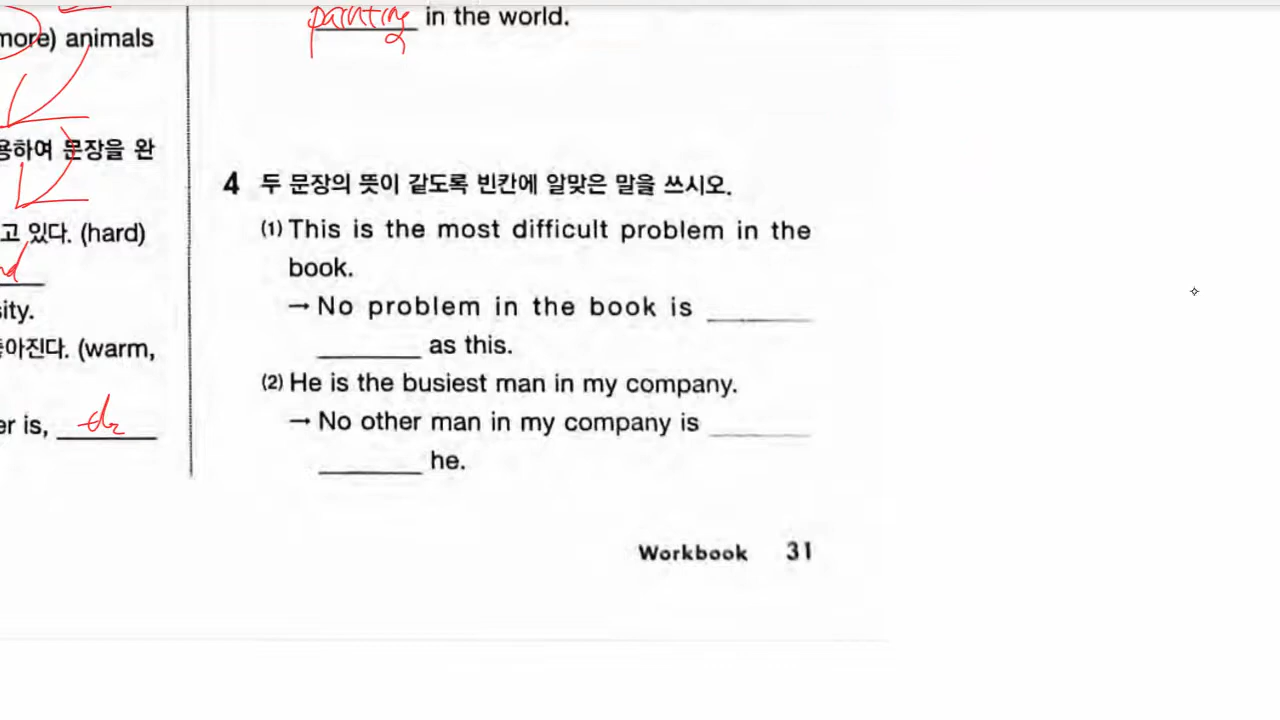 more) animals
용하여 문장을 완
고 있다. (hard)
sity.
아진다. (warm,
er is,
painting in the world.
4 두 문장의 뜻이 같도록 빈칸에 알맞은 말을 쓰시오.
(1) This is the most difficult problem in the
book.
→ No problem in the book is ______
______ as this.
(2) He is the busiest man in my company.
→ No other man in my company is ______
______ he.
Workbook 31